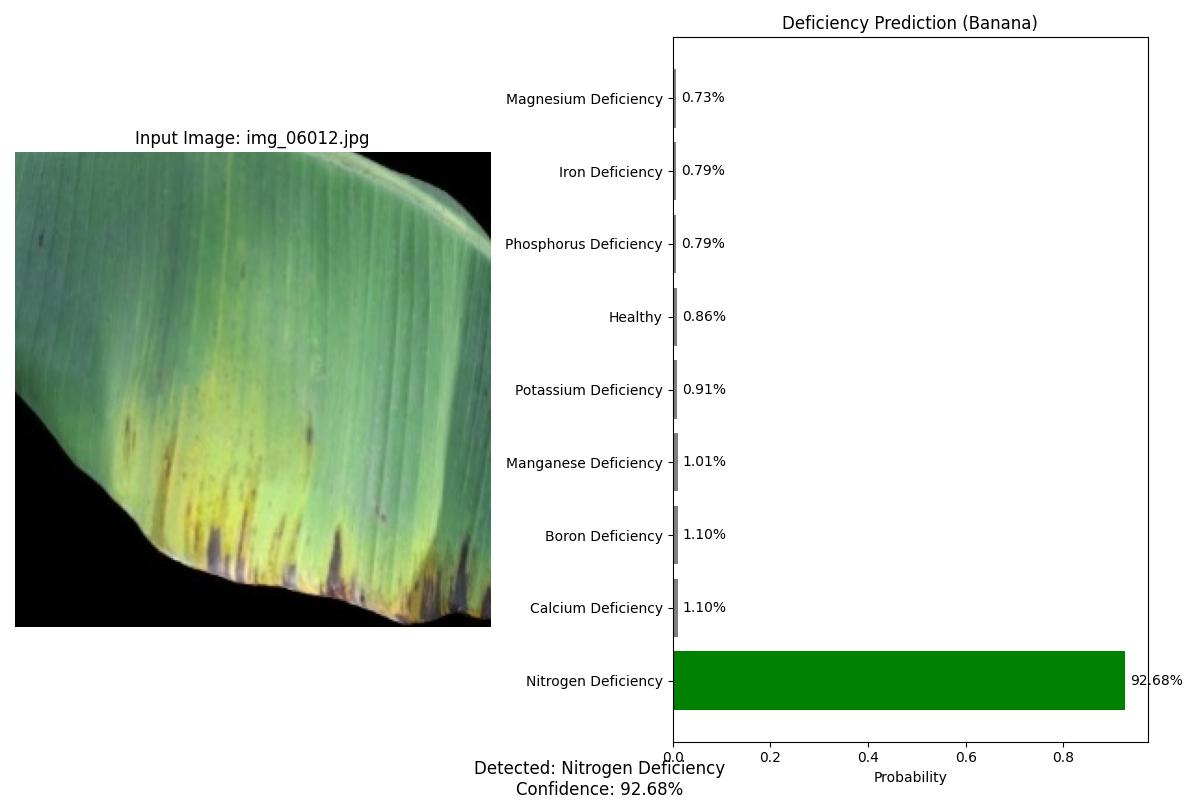 Deficiency Prediction (Banana)
Input Image: img_06012.jpg
Magnesium Deficiency 0.73%
Iron Deficiency 0.79%
Phosphorus Deficiency 0.79%
Healthy 0.86%
Potassium Deficiency 0.91%
Manganese Deficiency 1.01%
Boron Deficiency 1.10%
Calcium Deficiency 1.10%
Nitrogen Deficiency 92.68%
0.0 0.2 0.4 0.6 0.8
Probability
Detected: Nitrogen Deficiency
Confidence: 92.68%